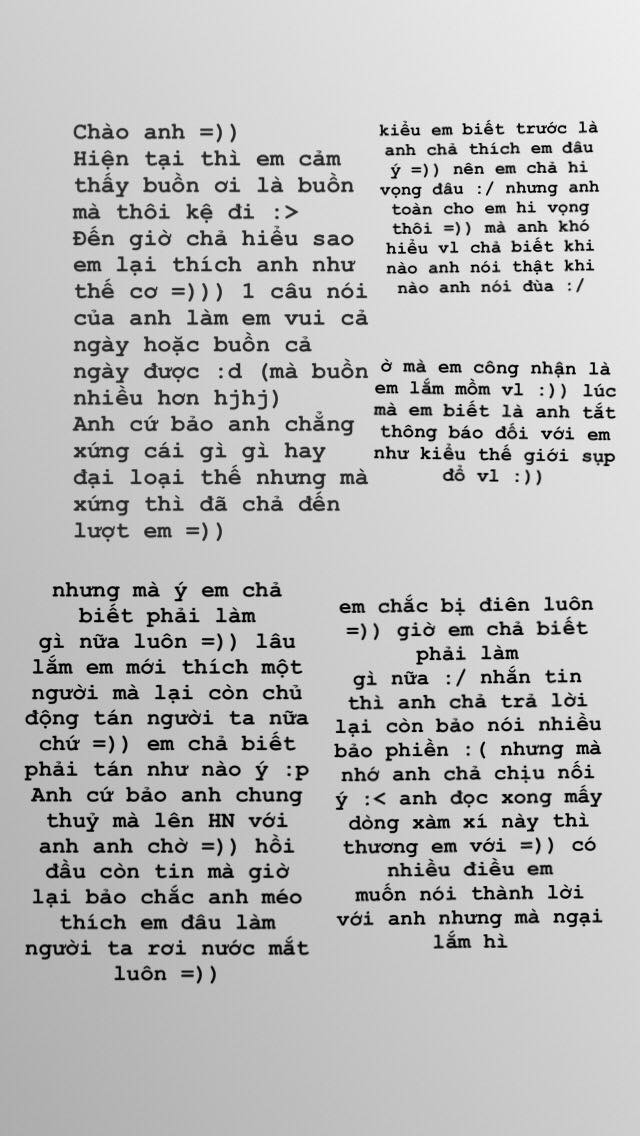 Chào anh =))
Hiện tại thì em cảm
thấy buồn ơi là buồn
mà thôi kệ đi :>
Đến giờ chả hiểu sao
em lại thích anh như
thế cơ =))) 1 câu nói
của anh làm em vui cả
ngày hoặc buồn cả
ngày được :d (mà buồn
nhiều hơn hjhj)
Anh cứ bảo anh chẳng
xứng cái gì gì hay
đại loại thế nhưng mà
xứng thì đã chả đến
lượt em =))
kiểu em biết trước là
anh chả thích em đâu
ý =)) nên em chả hi
vọng đâu :/ nhưng anh
toàn cho em hi vọng
thôi =)) mà anh khó
hiểu vl chả biết khi
nào anh nói thật khi
nào anh nói đùa :/
ờ mà em công nhận là
em lắm mồm vl :)) lúc
mà em biết là anh tắt
thông báo đối với em
như kiểu thế giới sụp
đổ vl :))
nhưng mà ý em chả
biết phải làm
gì nữa luôn =)) lâu
lắm em mới thích một
người mà lại còn chủ
động tán người ta nữa
chứ =)) em chả biết
phải tán như nào ý :p
Anh cứ bảo anh chung
thuỷ mà lên HN với
anh anh chờ =)) hồi
đầu còn tin mà giờ
lại bảo chắc anh méo
thích em đâu làm
người ta rơi nước mắt
luôn =))
em chắc bị điên luôn
=)) giờ em chả biết
phải làm
gì nữa :/ nhắn tin
thì anh chả trả lời
lại còn bảo nói nhiều
bảo phiền :( nhưng mà
nhớ anh chả chịu nổi
ý :< anh đọc xong mấy
dòng xàm xí này thì
thương em với =)) có
nhiều điều em
muốn nói thành lời
với anh nhưng mà ngại
lắm hì